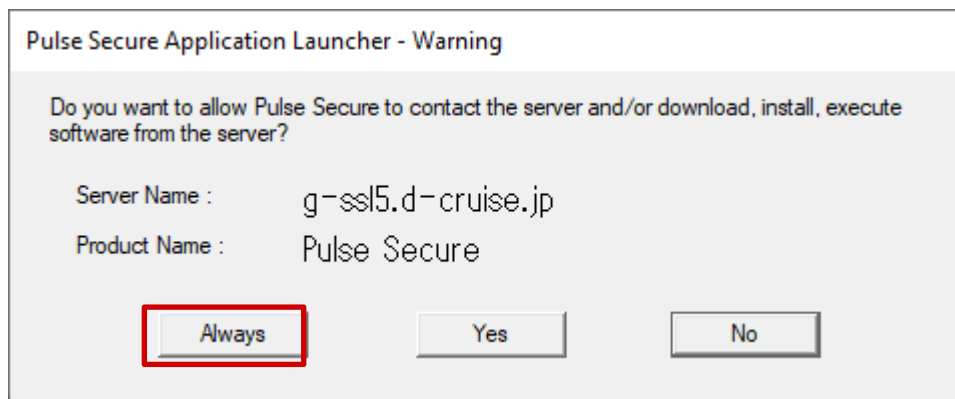 Pulse Secure Application Launcher - Warning
Do you want to allow Pulse Secure to contact the server and/or download, install, execute
software from the server?
Server Name : g-ssl5.d-cruise.jp
Product Name : Pulse Secure
Always Yes No